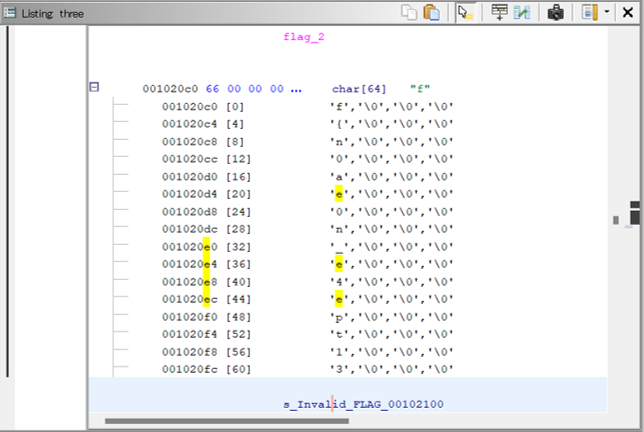 Listing three
flag_2
001020c0 66 00 00 00 ... char[64] "f"
001020c0 [0] 'f','\0','\0','\0'
001020c4 [4] '{','\0','\0','\0'
001020c8 [8] 'n','\0','\0','\0'
001020cc [12] '0','\0','\0','\0'
001020d0 [16] 'a','\0','\0','\0'
001020d4 [20] 'e','\0','\0','\0'
001020d8 [24] '0','\0','\0','\0'
001020dc [28] 'n','\0','\0','\0'
001020e0 [32] '_','\0','\0','\0'
001020e4 [36] 'e','\0','\0','\0'
001020e8 [40] '4','\0','\0','\0'
001020ec [44] 'e','\0','\0','\0'
001020f0 [48] 'p','\0','\0','\0'
001020f4 [52] 't','\0','\0','\0'
001020f8 [56] '1','\0','\0','\0'
001020fc [60] '3','\0','\0','\0'
s_Invalid_FLAG_00102100